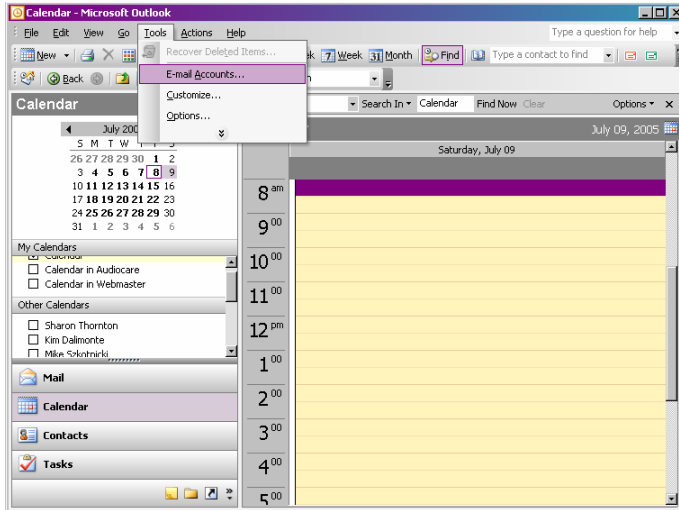 Calendar - Microsoft Outlook
File Edit View Go Tools Actions Help Type a question for help
New Recover Deleted Items... 7 Week 31 Month Find Type a contact to find
Back E-mail Accounts...
Customize...
Options...
Calendar Search In Calendar Find Now Clear Options x
July 200 July 09, 2005
S M T W T F S Saturday, July 09
26 27 28 29 30 1 2
3 4 5 6 7 8 9
10 11 12 13 14 15 16
17 18 19 20 21 22 23
24 25 26 27 28 29 30
31 1 2 3 4 5 6
My Calendars
Calendar
Calendar in Audiocare
Calendar in Webmaster
Other Calendars
Sharon Thornton
Kim Dalimonte
Mike Szkotnicki
Mail
Calendar
Contacts
Tasks
8 am
9 00
10 00
11 00
12 pm
1 00
2 00
3 00
4 00
5 00